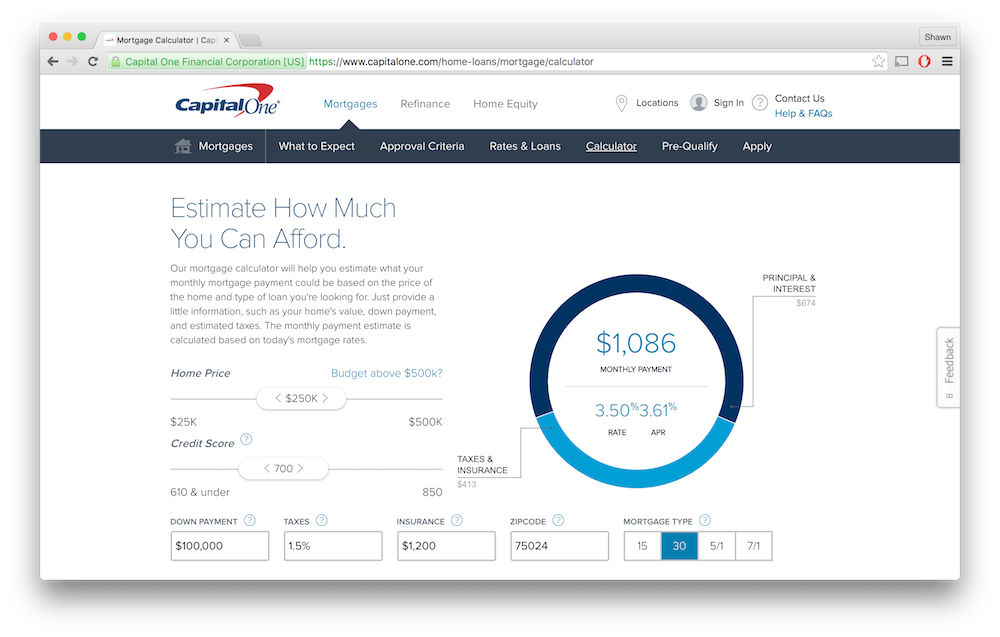 Mortgage Calculator | Capi
Shawn
Capital One Financial Corporation [US] https://www.capitalone.com/home-loans/mortgage/calculator
Capital One®
Mortgages Refinance Home Equity
Locations Sign In ? Contact Us
Help & FAQs
Mortgages What to Expect Approval Criteria Rates & Loans Calculator Pre-Qualify Apply
Estimate How Much
You Can Afford.
Our mortgage calculator will help you estimate what your
monthly mortgage payment could be based on the price of
the home and type of loan you're looking for. Just provide a
little information, such as your home's value, down payment,
and estimated taxes. The monthly payment estimate is
calculated based on today's mortgage rates.
Home Price Budget above $500k?
< $250K >
$25K $500K
Credit Score ?
< 700 >
610 & under 850
PRINCIPAL &
INTEREST
$674
$1,086
MONTHLY PAYMENT
3.50% 3.61%
RATE APR
TAXES &
INSURANCE
$413
Feedback
DOWN PAYMENT ? TAXES ? INSURANCE ? ZIPCODE ? MORTGAGE TYPE ?
$100,000 1.5% $1,200 75024 15 30 5/1 7/1